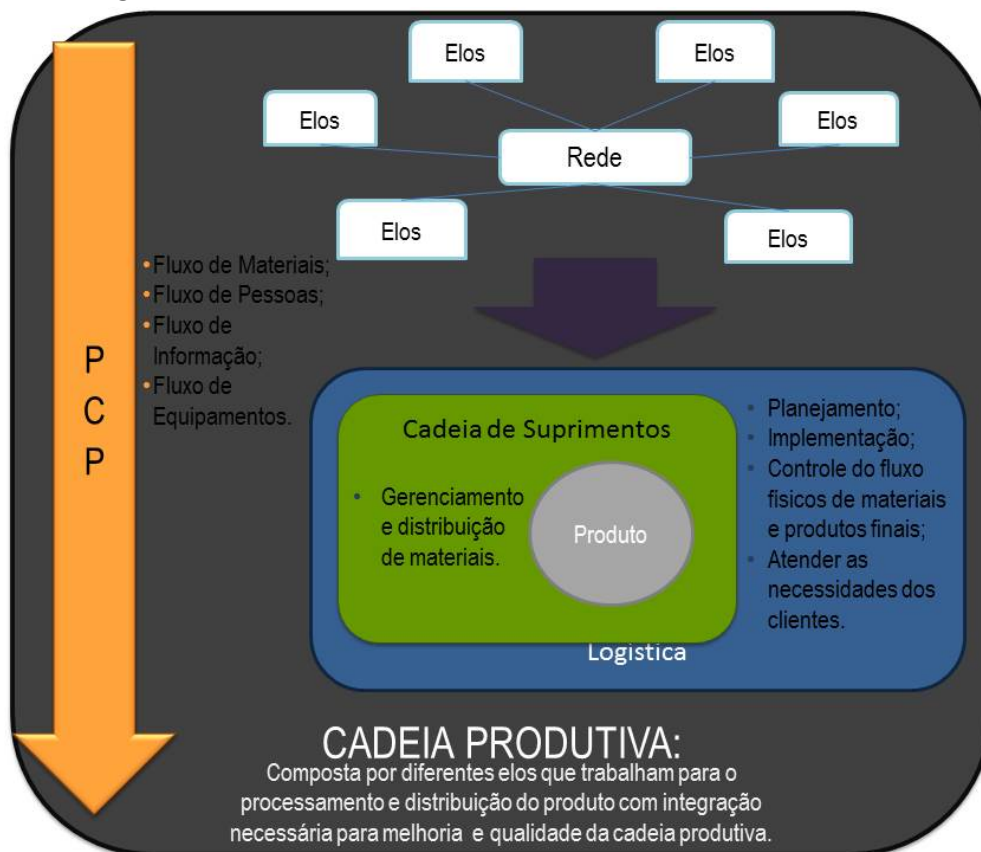 Elos
Elos
Elos
Elos
Rede
Elos
Elos
P
C
P
•Fluxo de Materiais;
•Fluxo de Pessoas;
•Fluxo de
Informação;
•Fluxo de
Equipamentos.
Cadeia de Suprimentos
• Gerenciamento
e distribuição
de materiais.
Produto
• Planejamento;
• Implementação;
• Controle do fluxo
físicos de materiais
e produtos finais;
• Atender as
necessidades dos
clientes.
Logística
CADEIA PRODUTIVA:
Composta por diferentes elos que trabalham para o
processamento e distribuição do produto com integração
necessária para melhoria e qualidade da cadeia produtiva.